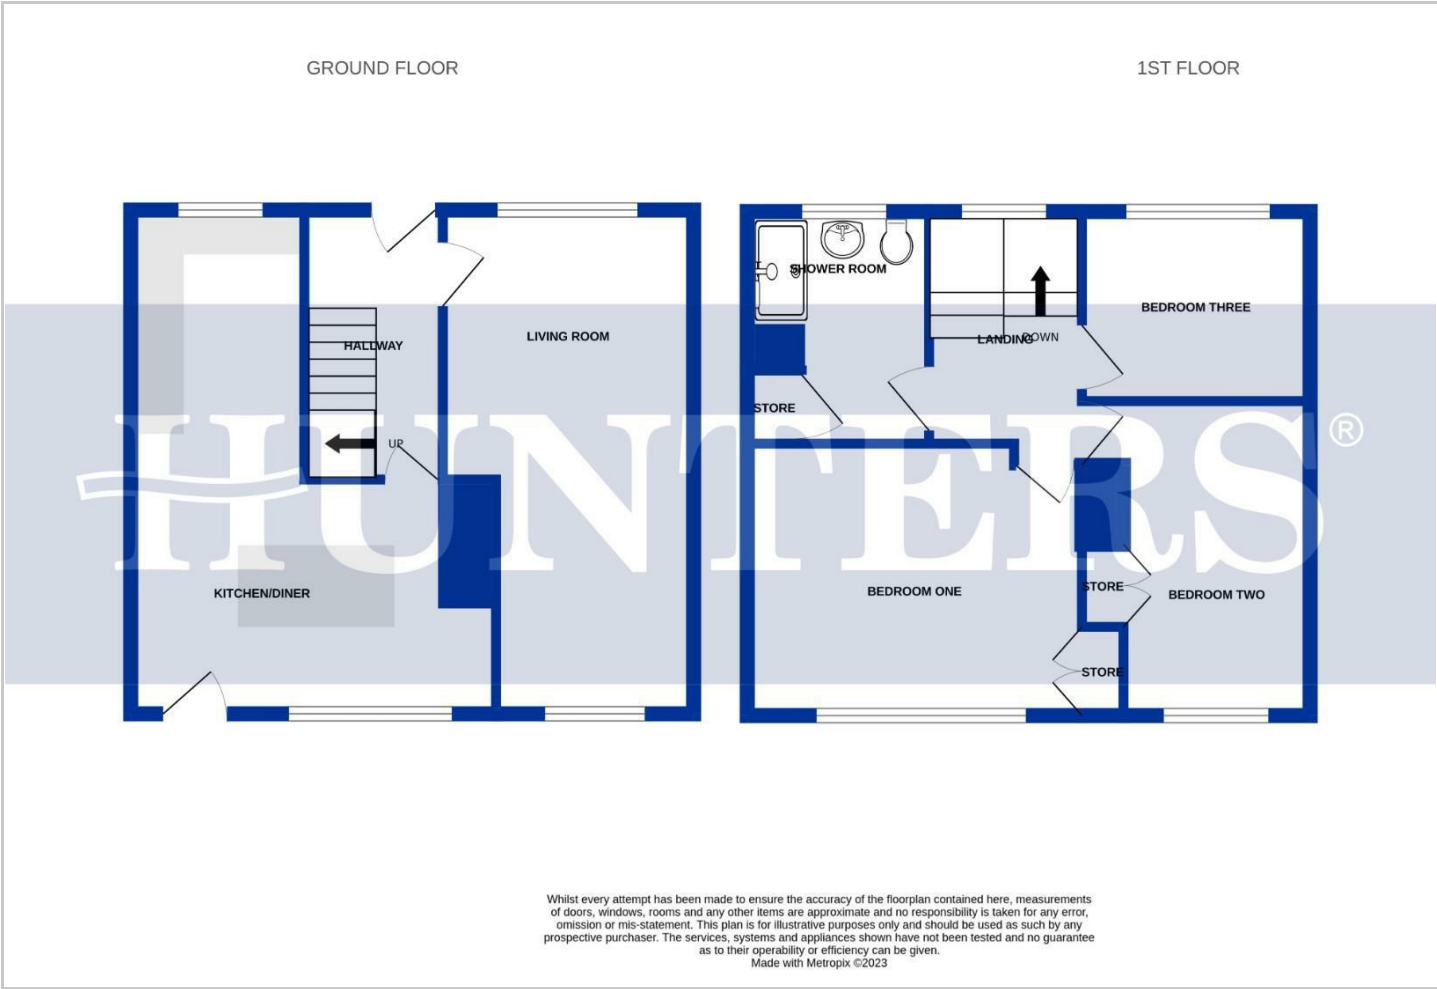 GROUND FLOOR
1ST FLOOR
SHOWER ROOM
BEDROOM THREE
LIVING ROOM
HALLWAY
LANDING
DOWN
STORE
UP
HUNTERS®
KITCHEN/DINER
BEDROOM ONE
STORE
BEDROOM TWO
STORE
Whilst every attempt has been made to ensure the accuracy of the floorplan contained here, measurements
of doors, windows, rooms and any other items are approximate and no responsibility is taken for any error,
omission or mis-statement. This plan is for illustrative purposes only and should be used as such by any
prospective purchaser. The services, systems and appliances shown have not been tested and no guarantee
as to their operability or efficiency can be given.
Made with Metropix ©2023